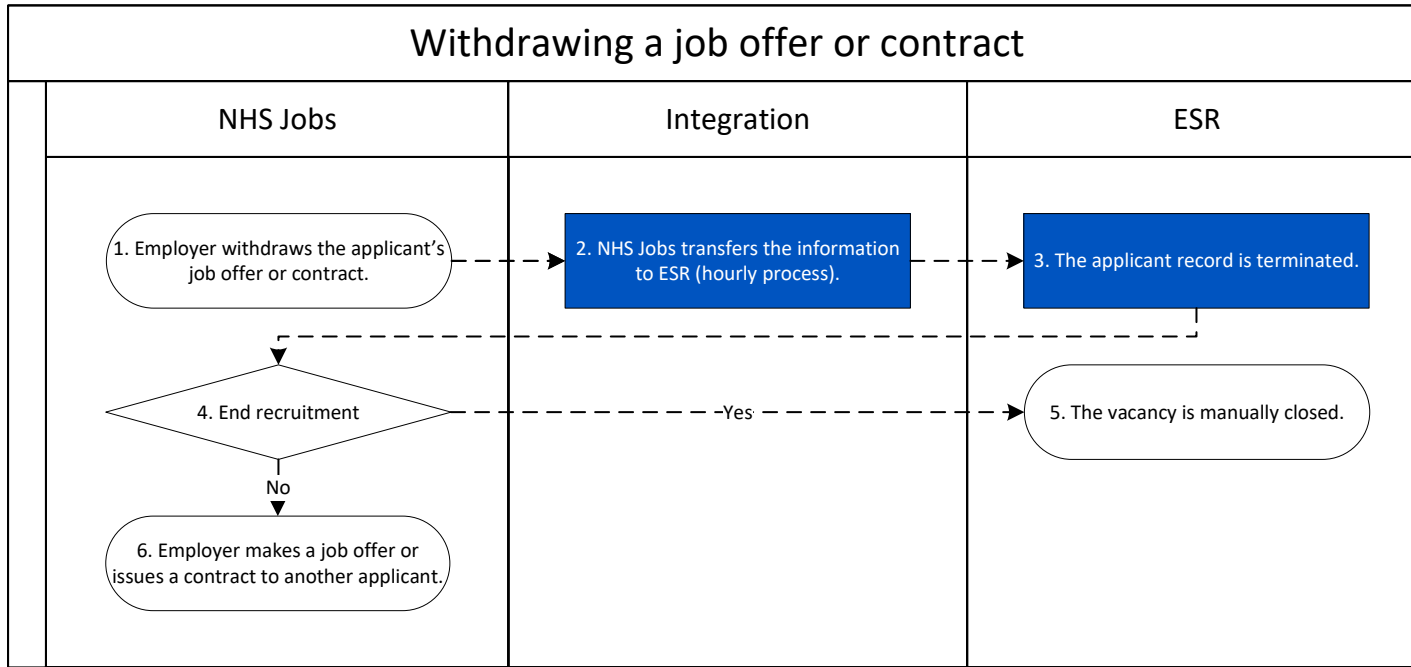 Withdrawing a job offer or contract
NHS Jobs
Integration
ESR
1. Employer withdraws the applicant’s
job offer or contract.
2. NHS Jobs transfers the information
to ESR (hourly process).
3. The applicant record is terminated.
4. End recruitment
Yes
5. The vacancy is manually closed.
No
6. Employer makes a job offer or
issues a contract to another applicant.